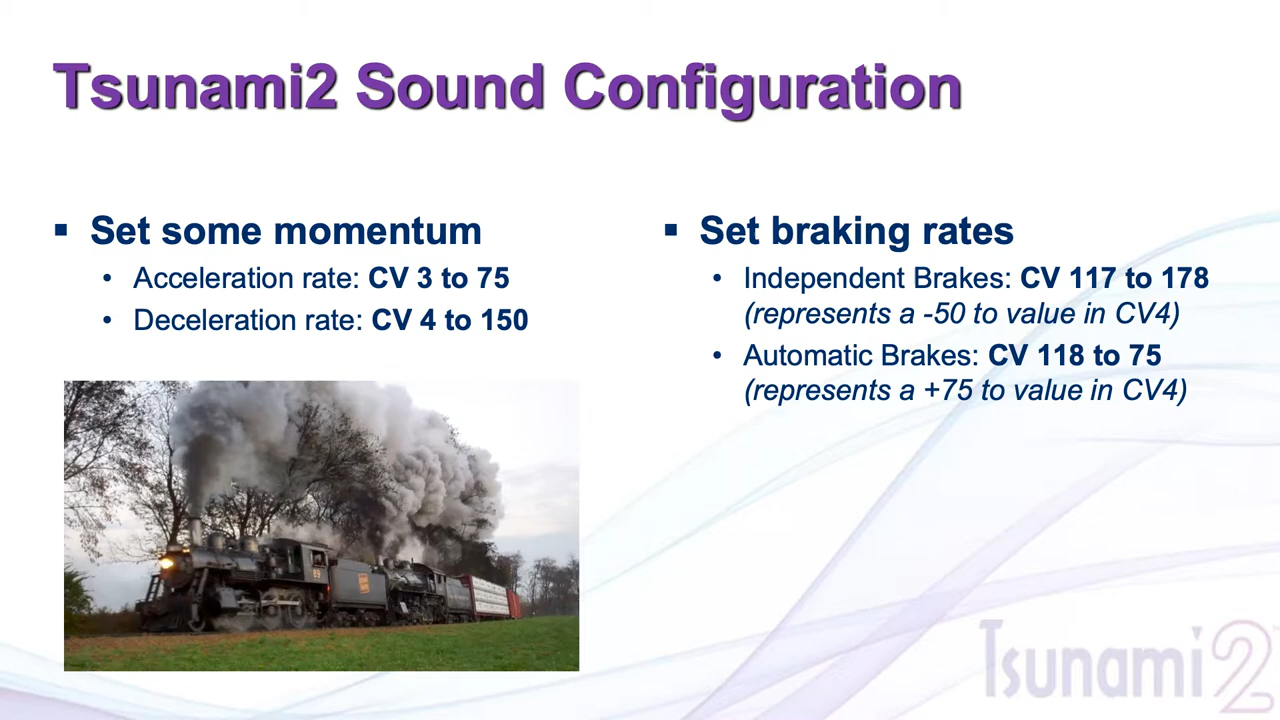 Tsunami2 Sound Configuration
▪ Set some momentum
• Acceleration rate: CV 3 to 75
• Deceleration rate: CV 4 to 150
▪ Set braking rates
• Independent Brakes: CV 117 to 178
(represents a -50 to value in CV4)
• Automatic Brakes: CV 118 to 75
(represents a +75 to value in CV4)
89
Tsunami2